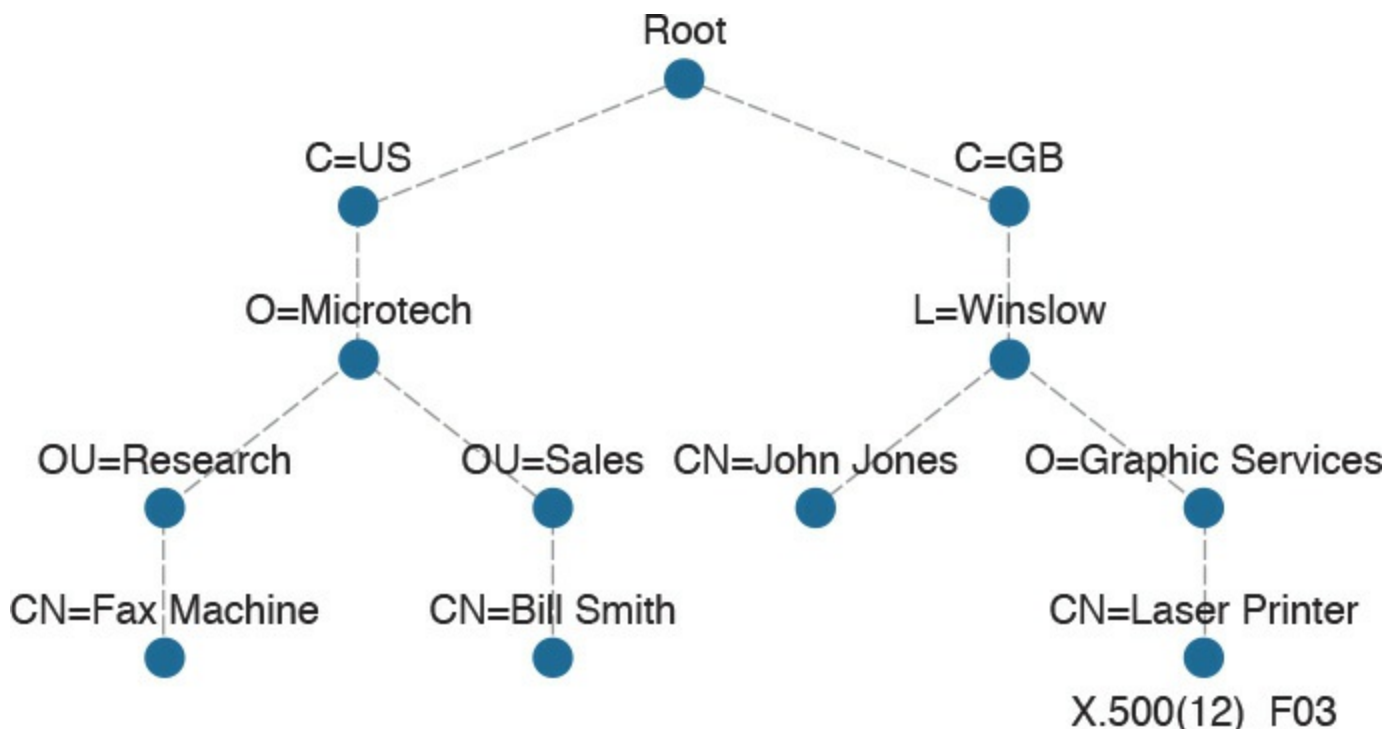 Root
C=US C=GB
O=Microtech L=Winslow
OU=Research OU=Sales CN=John Jones O=Graphic Services
CN=Fax Machine CN=Bill Smith CN=Laser Printer
X.500(12) F03